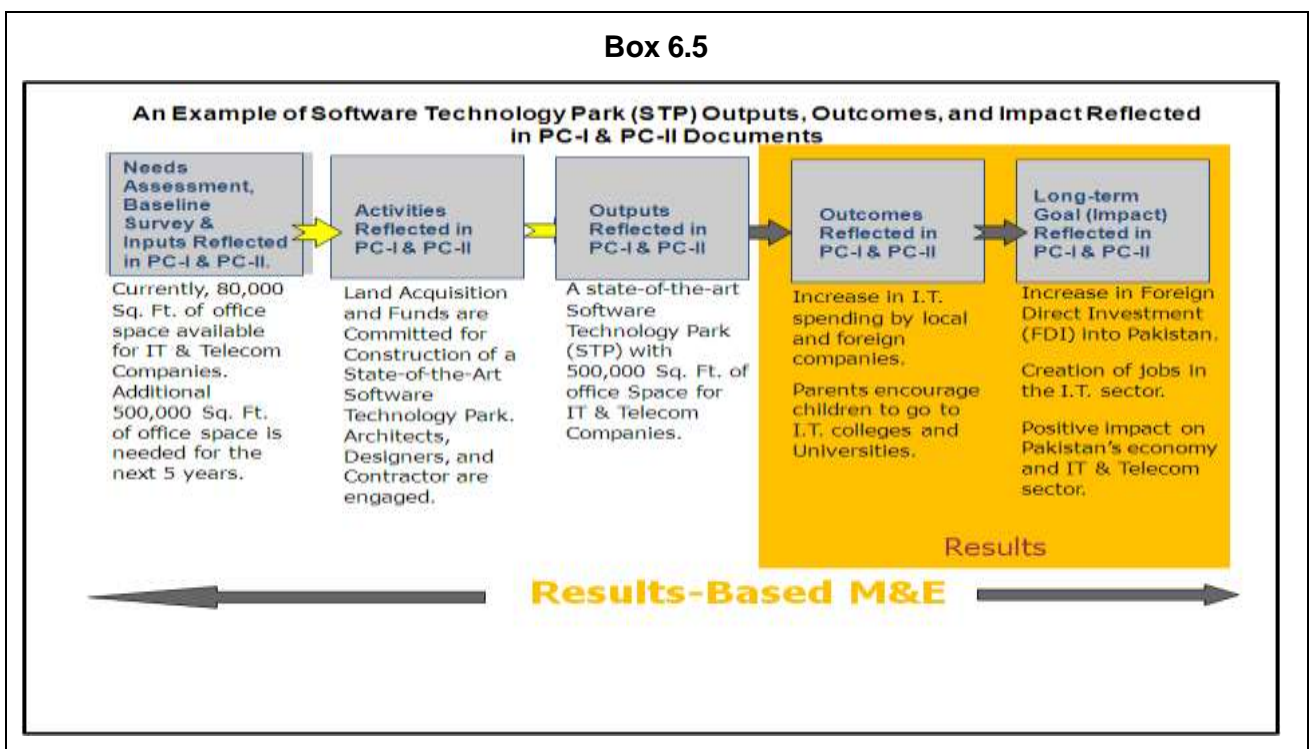 Box 6.5
An Example of Software Technology Park (STP) Outputs, Outcomes, and Impact Reflected
in PC-I & PC-II Documents
Needs
Assessment,
Baseline
Survey &
Inputs Reflected
in PC-I & PC-II.
Currently, 80,000
Sq. Ft. of office
space available
for IT & Telecom
Companies.
Additional
500,000 Sq. Ft.
of office space is
needed for the
next 5 years.
Activities
Reflected in
PC-I & PC-II
Land Acquisition
and Funds are
Committed for
Construction of a
State-of-the-Art
Software
Technology Park.
Architects,
Designers, and
Contractor are
engaged.
Outputs
Reflected in
PC-I & PC-II
A state-of-the-art
Software
Technology Park
(STP) with
500,000 Sq. Ft. of
office Space for
IT & Telecom
Companies.
Outcomes
Reflected in
PC-I & PC-II
Increase in I.T.
spending by local
and foreign
companies.
Parents encourage
children to go to
I.T. colleges and
Universities.
Long-term
Goal (Impact)
Reflected in
PC-I & PC-II
Increase in Foreign
Direct Investment
(FDI) into Pakistan.
Creation of jobs in
the I.T. sector.
Positive impact on
Pakistan's economy
and IT & Telecom
sector.
Results
Results-Based M&E